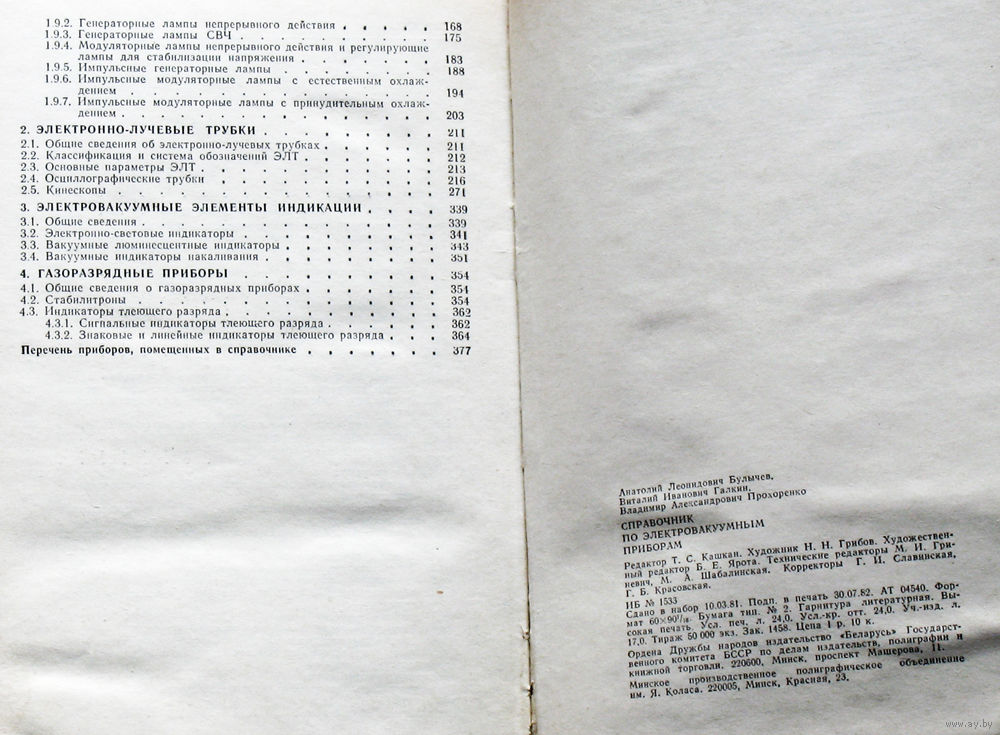 1.9.2. Генераторные лампы непрерывного действия . . . . . 168
1.9.3. Генераторные лампы СВЧ . . . . . . . . . 175
1.9.4. Модуляторные лампы непрерывного действия и регулирующие
лампы для стабилизации напряжения . . . . . . . 183
1.9.5. Импульсные генераторные лампы . . . . . . . 188
1.9.6. Импульсные модуляторные лампы с естественным охлаж-
дением . . . . . . . . . . . . . . 194
1.9.7. Импульсные модуляторные лампы с принудительным охлаж-
дением . . . . . . . . . . . . . . 203
2. ЭЛЕКТРОННО-ЛУЧЕВЫЕ ТРУБКИ . . . . . . . . . 211
2.1. Общие сведения об электронно-лучевых трубках . . . . . . 211
2.2. Классификация и система обозначений ЭЛТ . . . . . . . 212
2.3. Основные параметры ЭЛТ . . . . . . . . . . . 213
2.4. Осциллографические трубки . . . . . . . . . . 216
2.5. Кинескопы . . . . . . . . . . . . . . 271
3. ЭЛЕКТРОВАКУУМНЫЕ ЭЛЕМЕНТЫ ИНДИКАЦИИ . . . . 339
3.1. Общие сведения . . . . . . . . . . . . . 339
3.2. Электронно-световые индикаторы . . . . . . . . . 341
3.3. Вакуумные люминесцентные индикаторы . . . . . . . 343
3.4. Вакуумные индикаторы накаливания . . . . . . . . 351
4. ГАЗОРАЗРЯДНЫЕ ПРИБОРЫ . . . . . . . . . . 354
4.1. Общие сведения о газоразрядных приборах . . . . . . . 354
4.2. Стабилитроны . . . . . . . . . . . . . 354
4.3. Индикаторы тлеющего разряда . . . . . . . . . . 362
4.3.1. Сигнальные индикаторы тлеющего разряда . . . . . . 362
4.3.2. Знаковые и линейные индикаторы тлеющего разряда . . . 364
Перечень приборов, помещенных в справочнике . . . . . . 377
Анатолий Леонидович Булычев,
Виталий Иванович Галкин,
Владимир Александрович Прохоренко
СПРАВОЧНИК
ПО ЭЛЕКТРОВАКУУМНЫМ
ПРИБОРАМ
Редактор Т. С. Кашкан. Художник Н. Н. Грибов. Художествен-
ный редактор Б. Е. Ярота. Технические редакторы М. И. Гри-
невич, М. А. Шабалинская. Корректоры Г. И. Славинская,
Г. Б. Красовская.
ИБ № 1533
Сдано в набор 10.03.81. Подп. в печать 30.07.82. АТ 04540. Фор-
мат 60×90¹/₁₆. Бумага тип. № 2. Гарнитура литературная. Вы-
сокая печать. Усл. печ. л. 24,0. Усл.-кр. отт. 24,0. Уч.-изд. л.
17,0. Тираж 50 000 экз. Зак. 1458. Цена 1 р. 10 к.
Ордена Дружбы народов издательство «Беларусь» Государст-
венного комитета БССР по делам издательств, полиграфии и
книжной торговли. 220600, Минск, проспект Машерова, 11.
Минское производственное полиграфическое объединение
им. Я. Коласа. 220005, Минск, Красная, 23.
www.ay.by